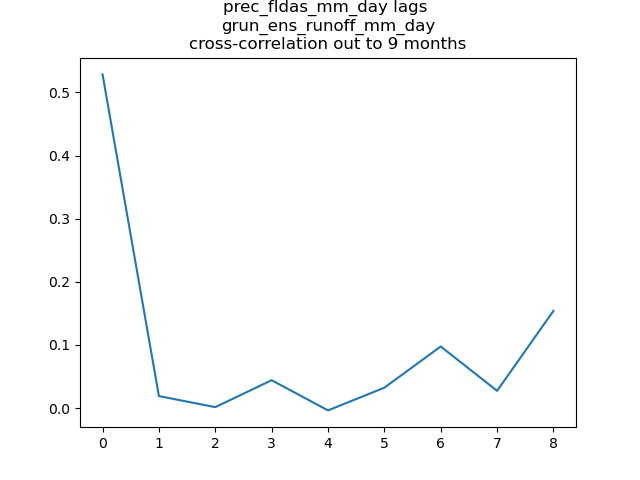 prec_fldas_mm_day lags
grun_ens_runoff_mm_day
cross-correlation out to 9 months
0.5
0.4
0.3
0.2
0.1
0.0
0 1 2 3 4 5 6 7 8